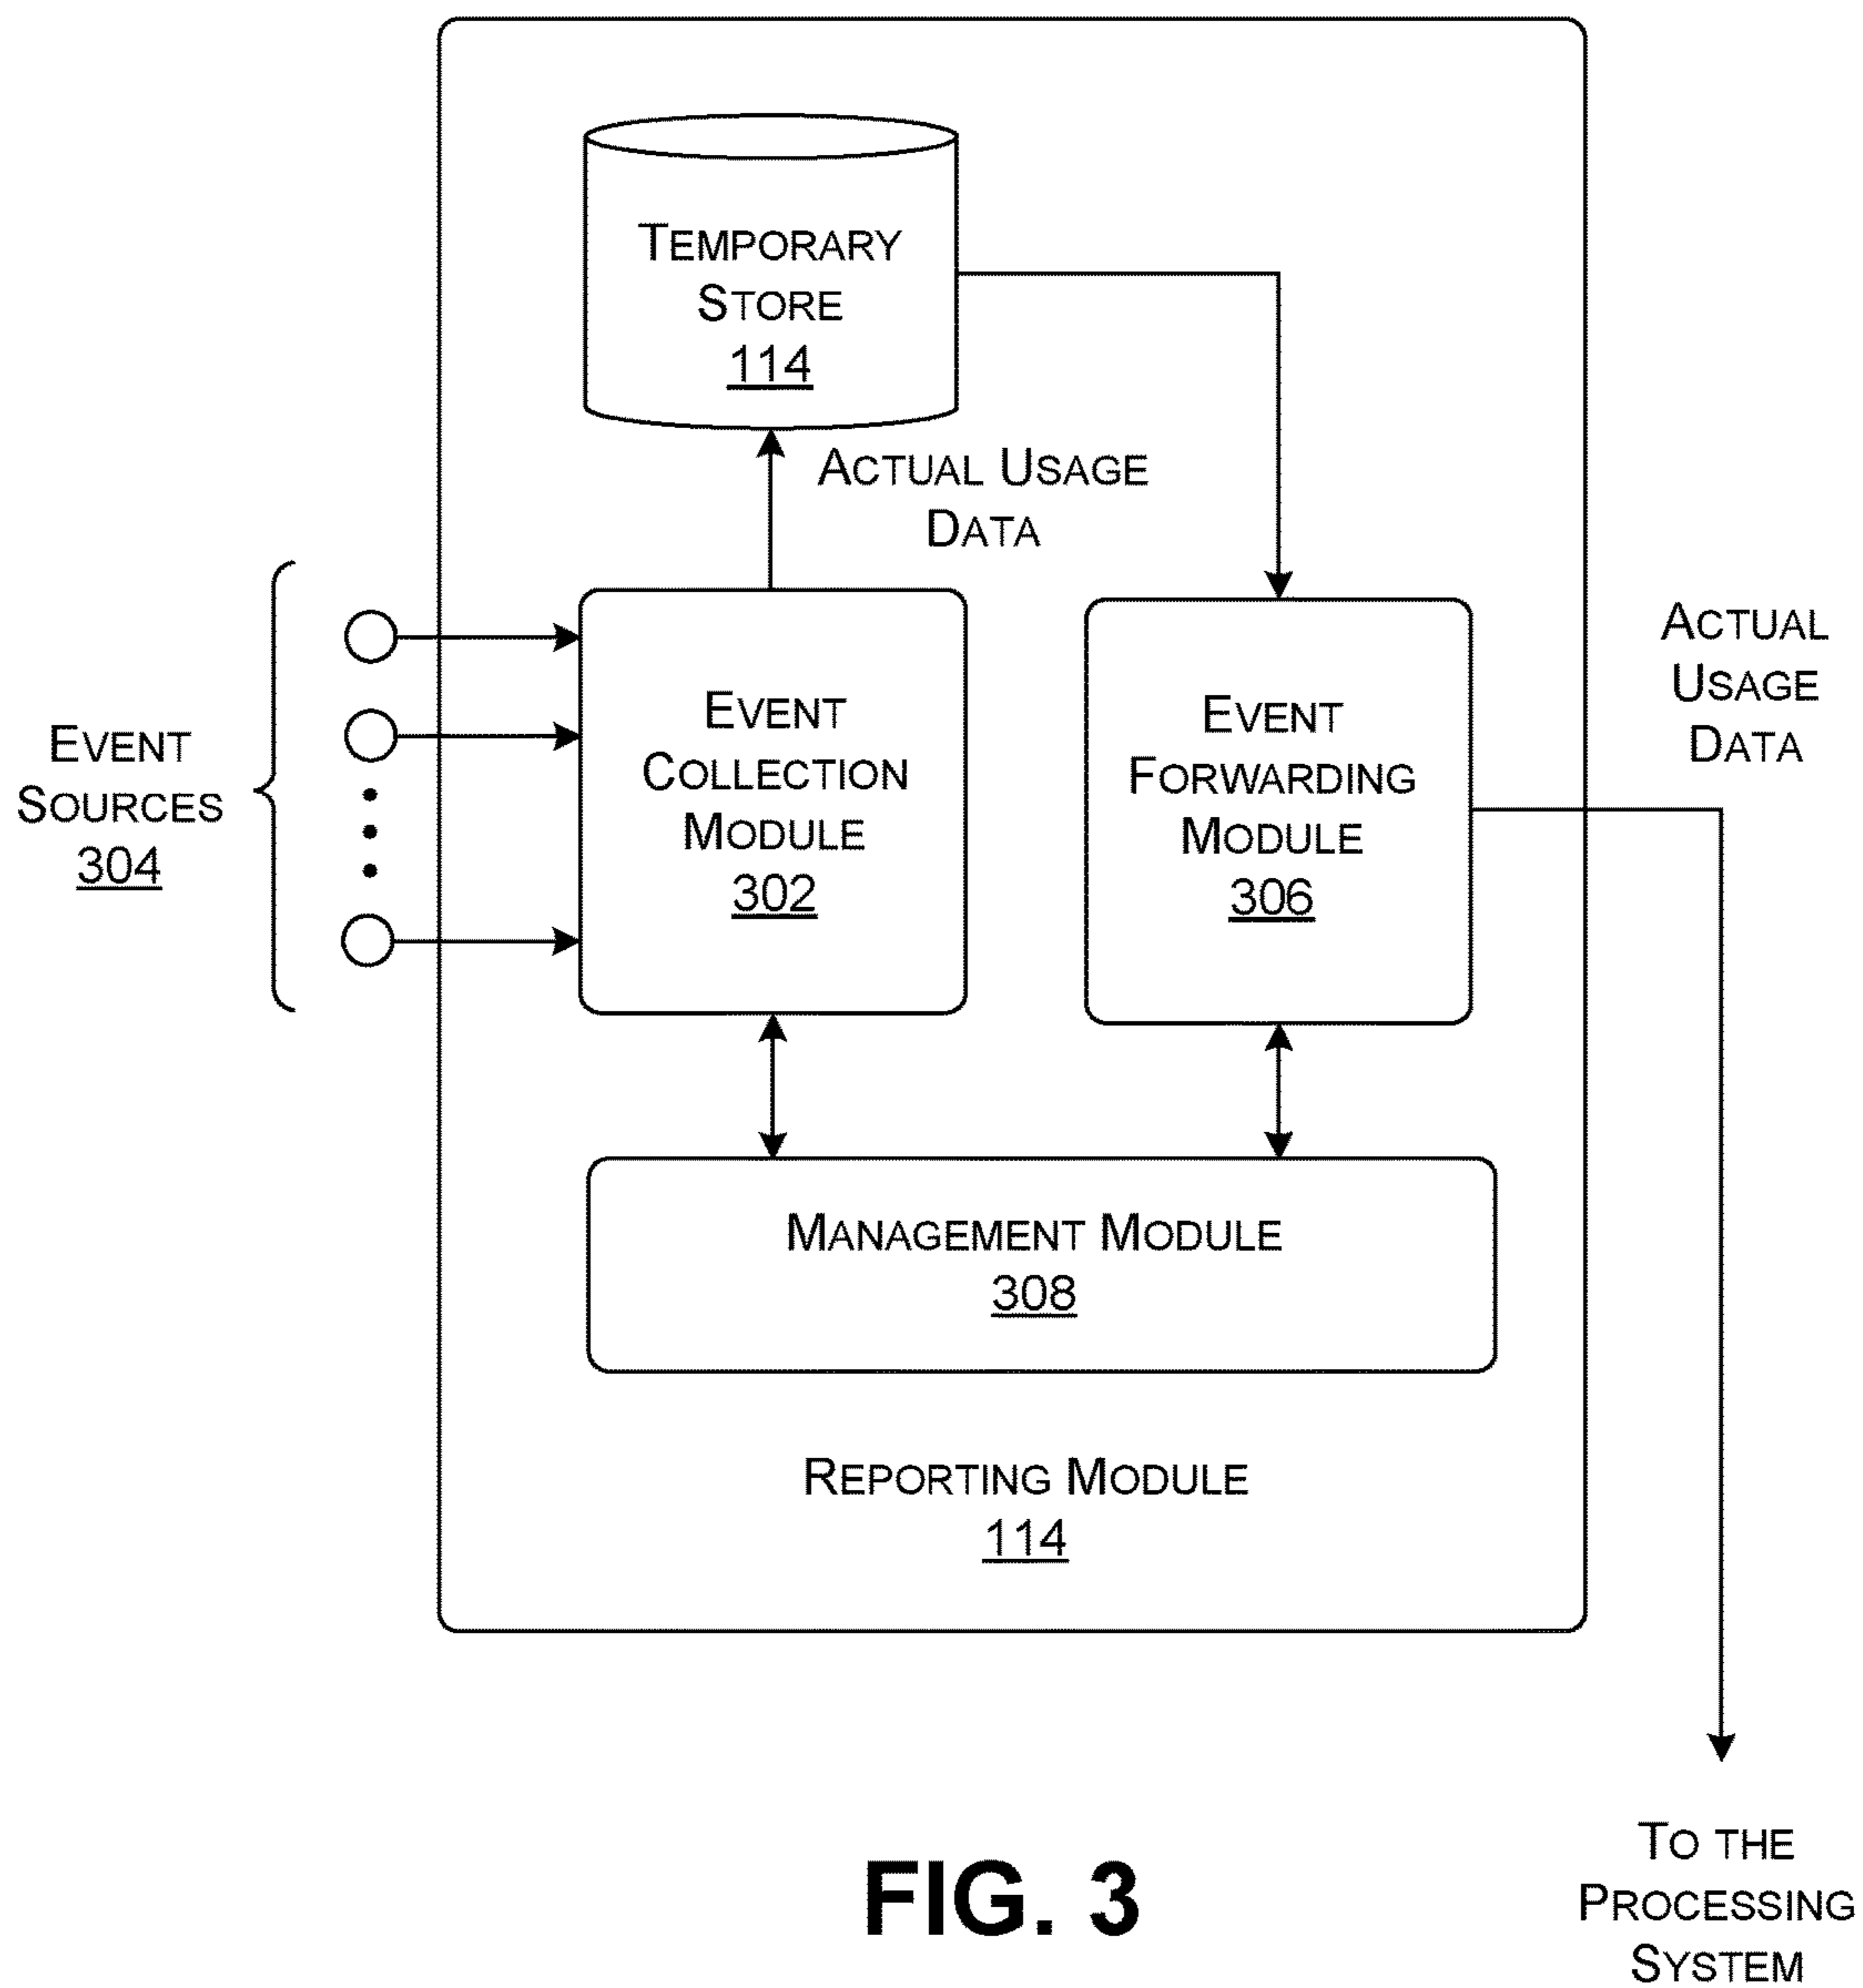 TEMPORARY
STORE
114
ACTUAL USAGE
DATA
EVENT
SOURCES
304
EVENT
COLLECTION
MODULE
302
EVENT
FORWARDING
MODULE
306
ACTUAL
USAGE
DATA
MANAGEMENT MODULE
308
REPORTING MODULE
114
TO THE
PROCESSING
SYSTEM
FIG. 3